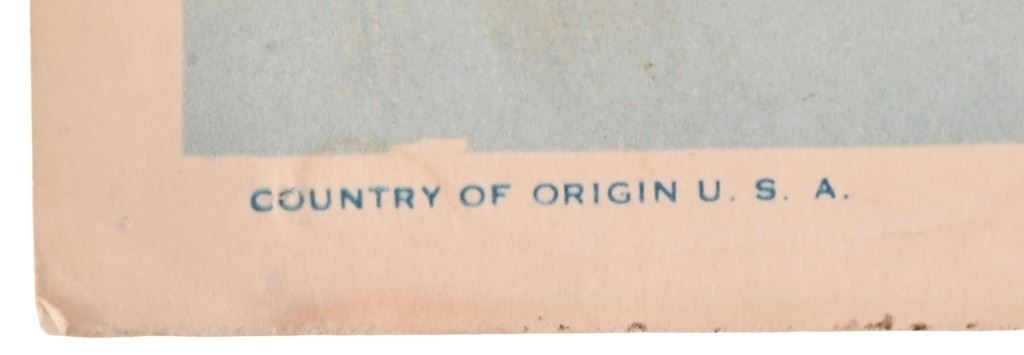 COUNTRY OF ORIGIN U. S. A.